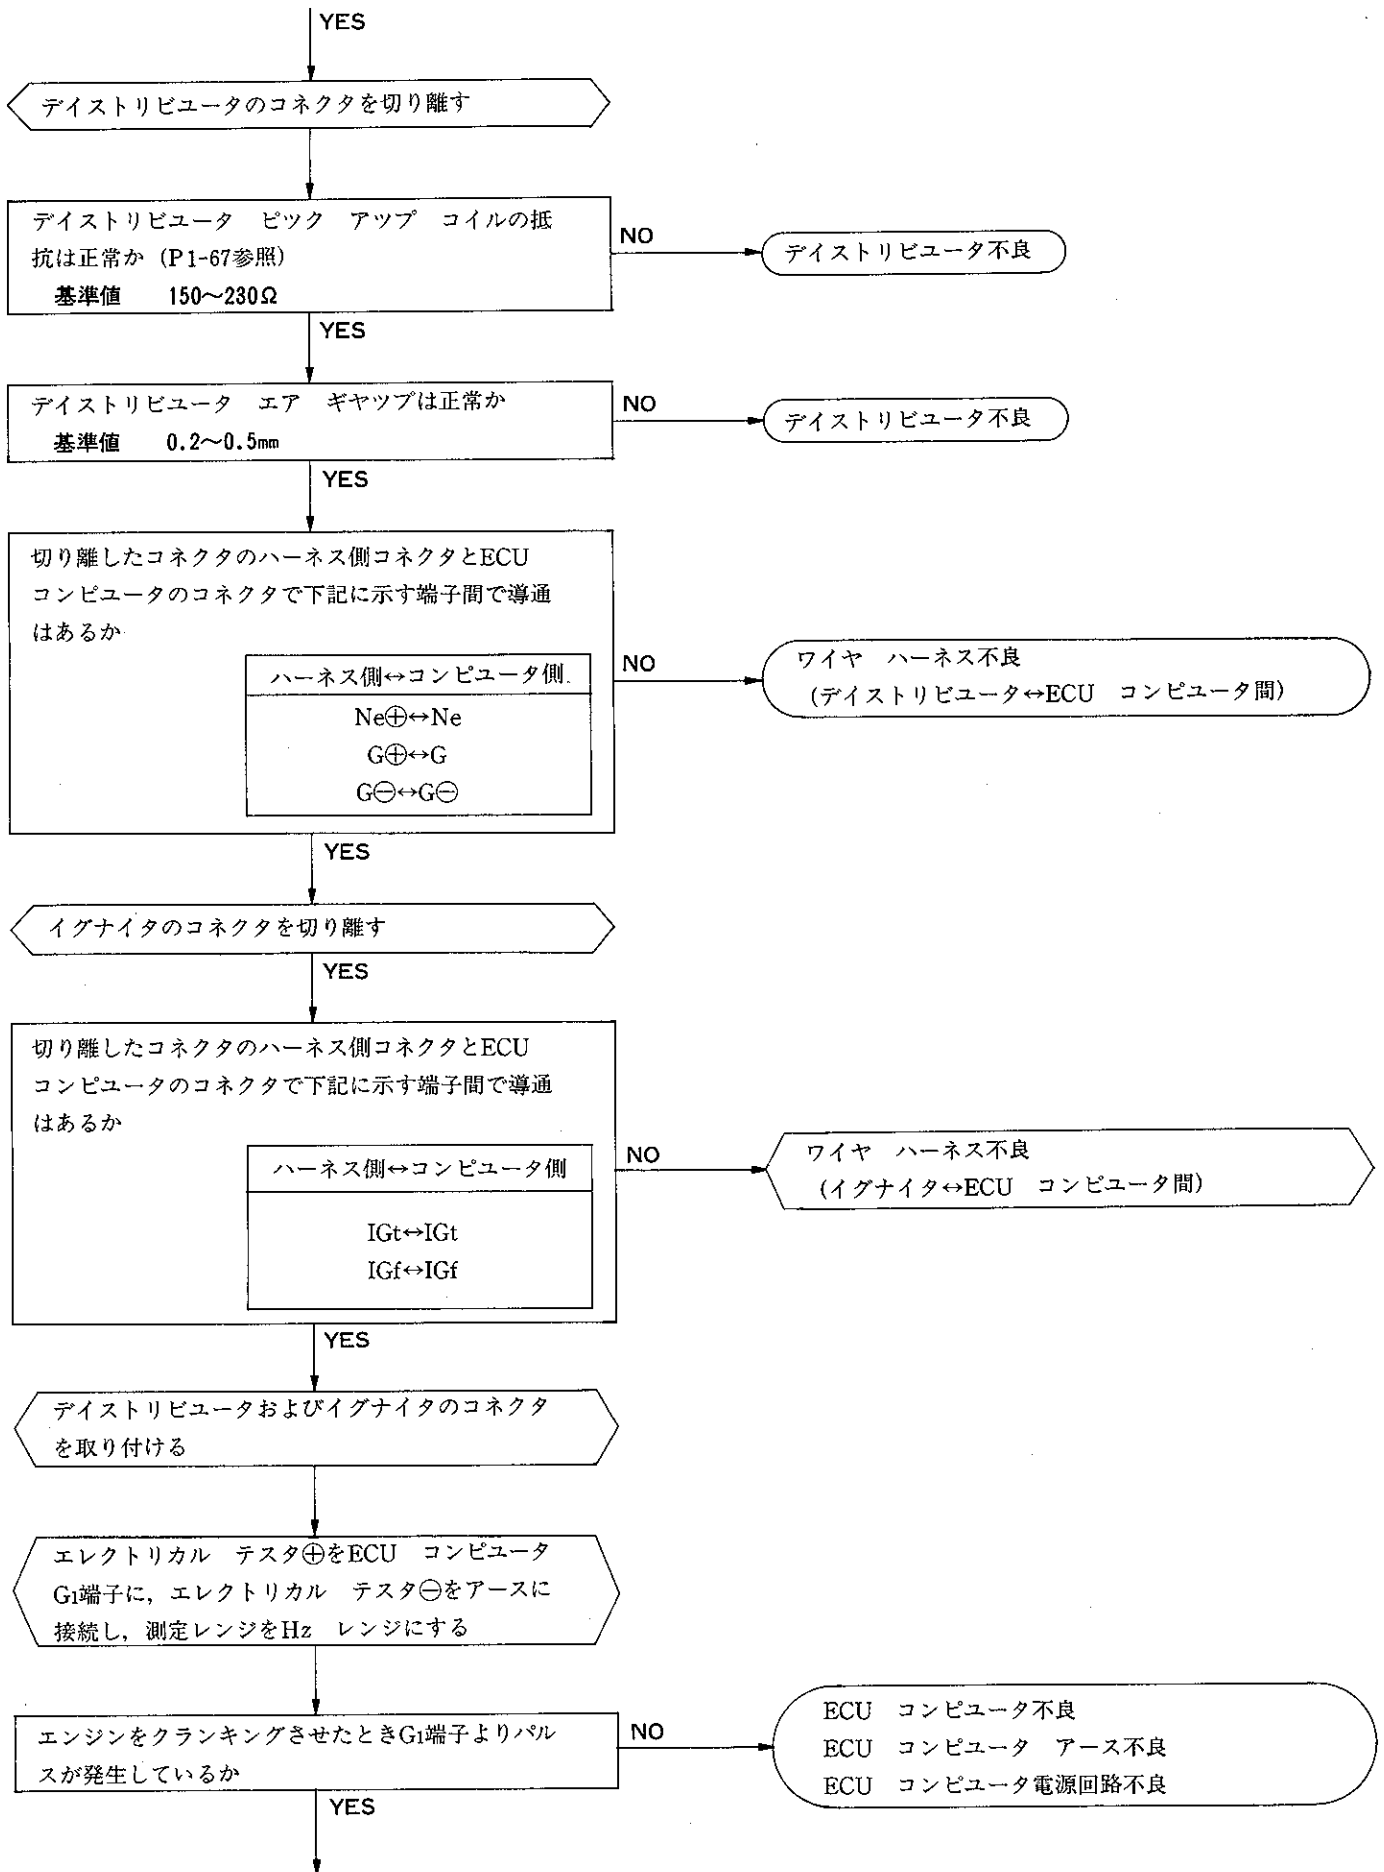 YES
デイストリビユータのコネクタを切り離す
デイストリビユータ　ピツク　アツプ　コイルの抵
抗は正常か（P1-67参照）
基準値　150〜230Ω
NO
デイストリビユータ不良
YES
デイストリビユータ　エア　ギヤツプは正常か
基準値　0.2〜0.5mm
NO
デイストリビユータ不良
YES
切り離したコネクタのハーネス側コネクタとECU
コンピユータのコネクタで下記に示す端子間で導通
はあるか
ハーネス側↔コンピユータ側
Ne⊕↔Ne
G⊕↔G
G⊖↔G⊖
NO
ワイヤ　ハーネス不良
（デイストリビユータ↔ECU　コンピユータ間）
YES
イグナイタのコネクタを切り離す
YES
切り離したコネクタのハーネス側コネクタとECU
コンピユータのコネクタで下記に示す端子間で導通
はあるか
ハーネス側↔コンピユータ側
IGt↔IGt
IGf↔IGf
NO
ワイヤ　ハーネス不良
（イグナイタ↔ECU　コンピユータ間）
YES
デイストリビユータおよびイグナイタのコネクタ
を取り付ける
エレクトリカル　テスタ⊕をECU　コンピユータ
G1端子に，エレクトリカル　テスタ⊖をアースに
接続し，測定レンジをHz　レンジにする
エンジンをクランキングさせたときG1端子よりパル
スが発生しているか
NO
ECU　コンピユータ不良
ECU　コンピユータ　アース不良
ECU　コンピユータ電源回路不良
YES